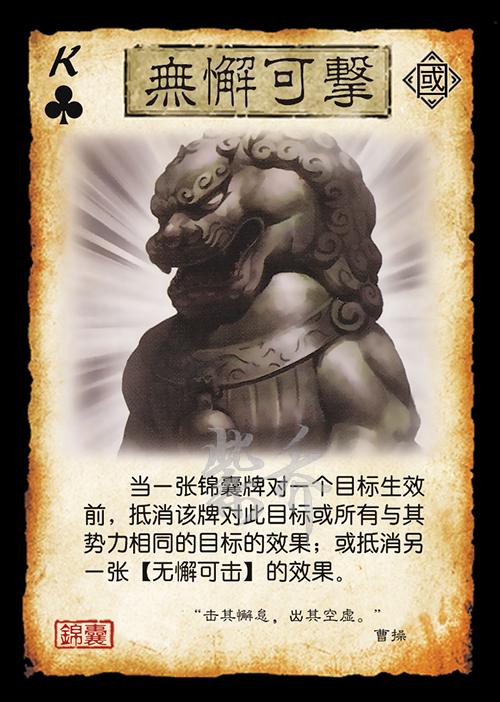 K
無懈可擊
國
当一张锦囊牌对一个目标生效
前，抵消该牌对此目标或所有与其
势力相同的目标的效果；或抵消另
一张【无懈可击】的效果。
“击其懈怠，出其空虚。”
曹操
錦囊